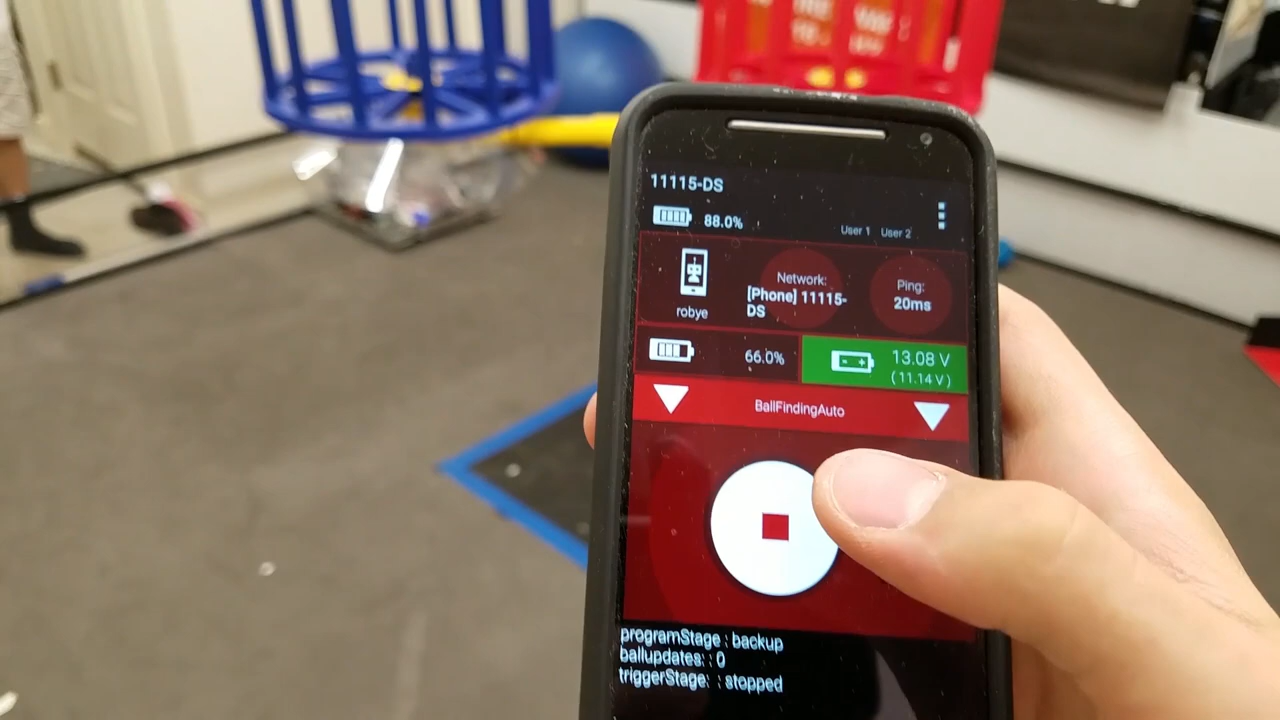 11115-DS
88.0%
User 1 User 2
robye
Network:
[Phone] 11115-
DS
Ping:
20ms
66.0%
13.08 V
(11.14V)
BallFindingAuto
programStage : backup
ballupdates: : 0
triggerStage: : stopped